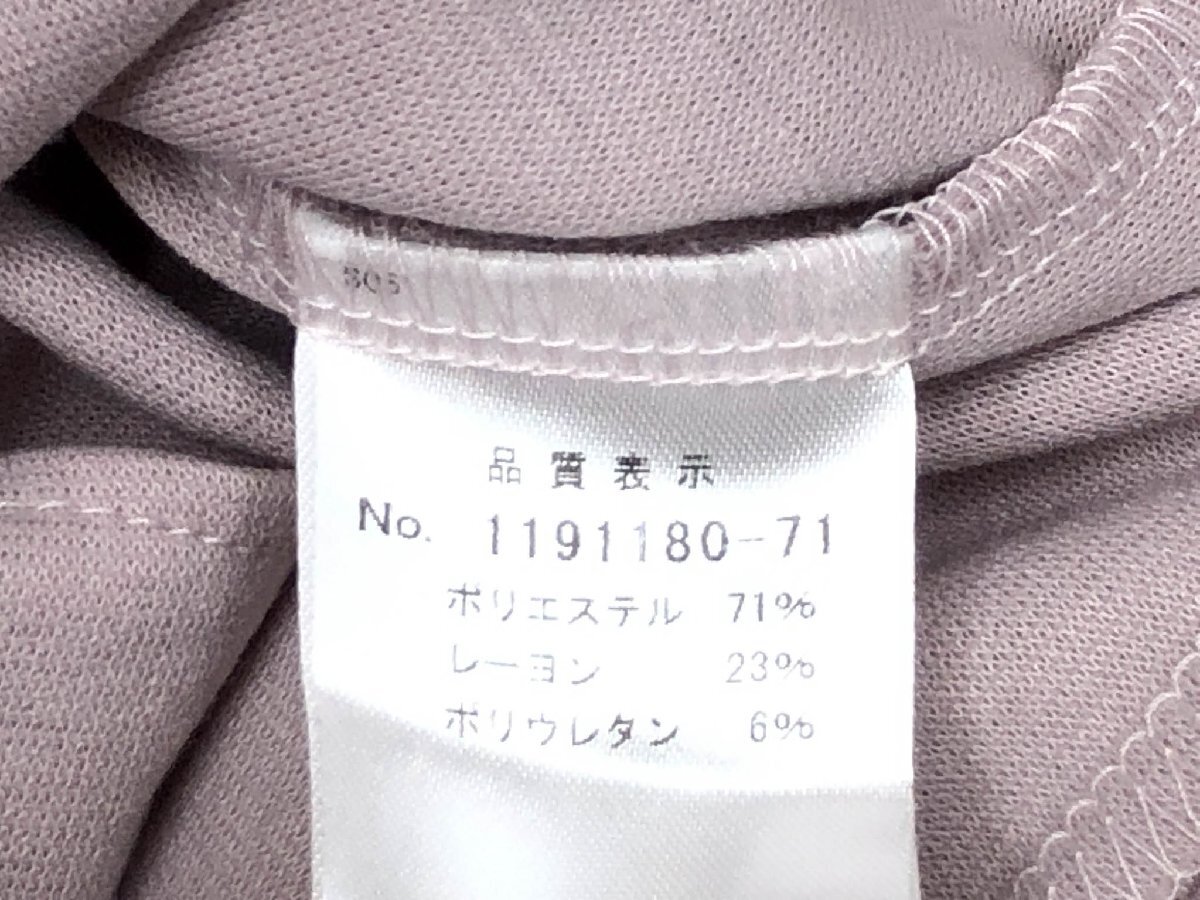 品質表示
No. 1191180-71
ポリエステル 71%
レーヨン 23%
ポリウレタン 6%